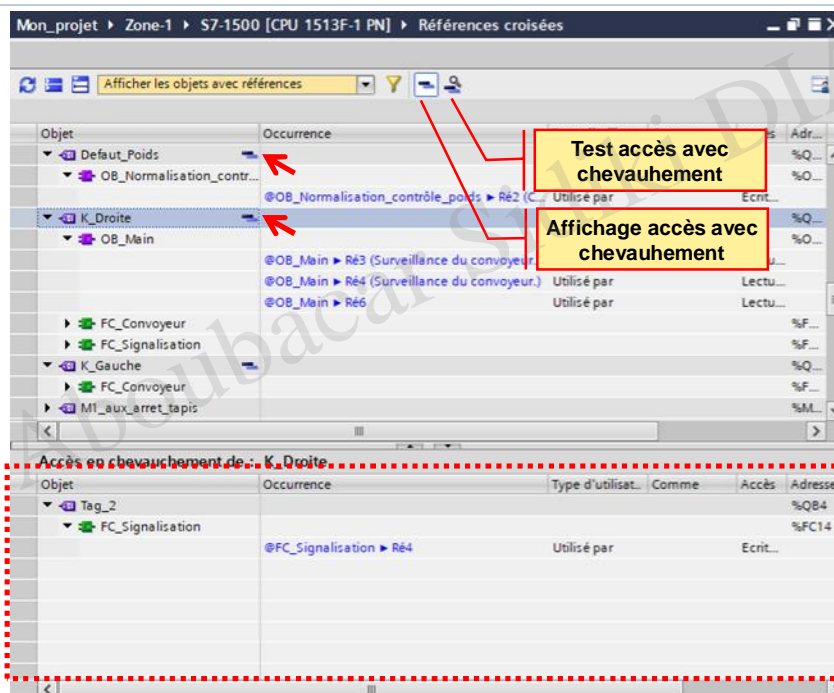 Mon_projet ▸ Zone-1 ▸ S7-1500 [CPU 1513F-1 PN] ▸ Références croisées
Afficher les objets avec références
Objet Occurrence Adr...
Defaut_Poids %Q...
OB_Normalisation_contr... %O...
@OB_Normalisation_contrôle_poids ▸ Ré2 (C... Utilisé par Ecrit...
K_Droite %Q...
OB_Main %O...
@OB_Main ▸ Ré3 (Surveillance du convoyeur.
@OB_Main ▸ Ré4 (Surveillance du convoyeur.) Utilisé par Lectu...
@OB_Main ▸ Ré6 Utilisé par Lectu...
FC_Convoyeur %F...
FC_Signalisation %F...
K_Gauche %Q...
FC_Convoyeur %F...
M1_aux_arret_tapis %M...
Test accès avec
chevauhement
Affichage accès avec
chevauhement
Accès en chevauchement de : K_Droite
Objet Occurrence Type d'utilisat... Comme Accès Adresse
Tag_2 %QB4
FC_Signalisation %FC14
@FC_Signalisation ▸ Ré4 Utilisé par Ecrit...
Aboubacar Sidiki DI